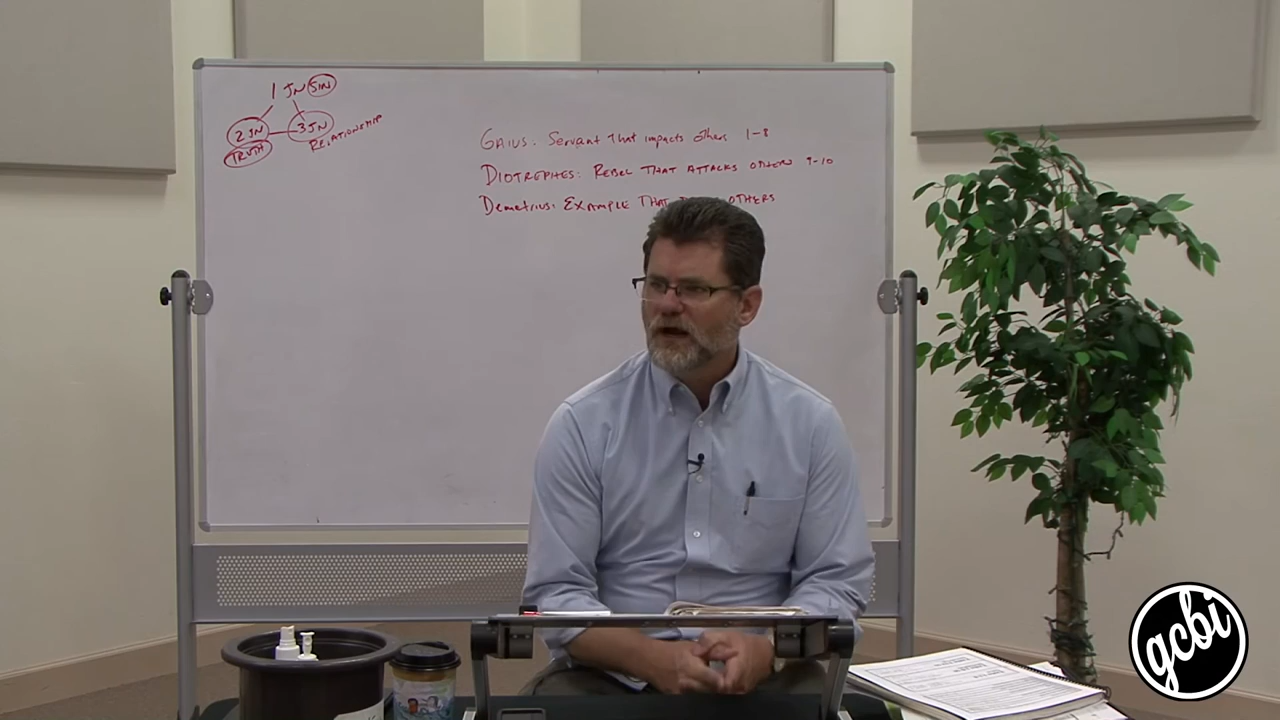 1 JN SIN
2 JN 3 JN RELATIONSHIP
TRUTH
GAIUS: Servant That impacts others 1-8
DIOTREPHES: REBEL THAT ATTACKS OTHERS 9-10
Demetrius: EXAMPLE THAT OTHERS
gcbi